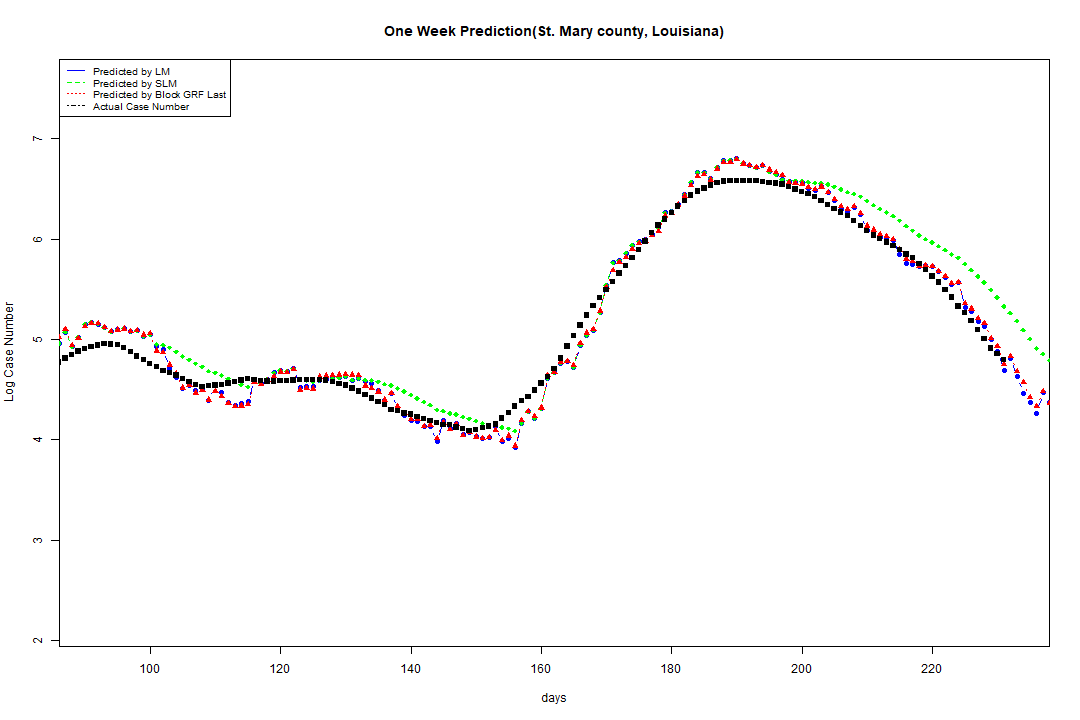 One Week Prediction(St. Mary county, Louisiana)
Predicted by LM
Predicted by SLM
Predicted by Block GRF Last
Actual Case Number
Log Case Number
7
6
5
4
3
2
100 120 140 160 180 200 220
days